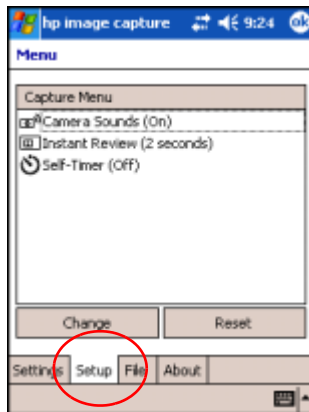 hp image capture 9:24 ok
Menu
Capture Menu
Camera Sounds (On)
Instant Review (2 seconds)
Self-Timer (Off)
Change Reset
Settings Setup File About